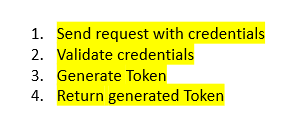 1. Send request with credentials
2. Validate credentials
3. Generate Token
4. Return generated Token